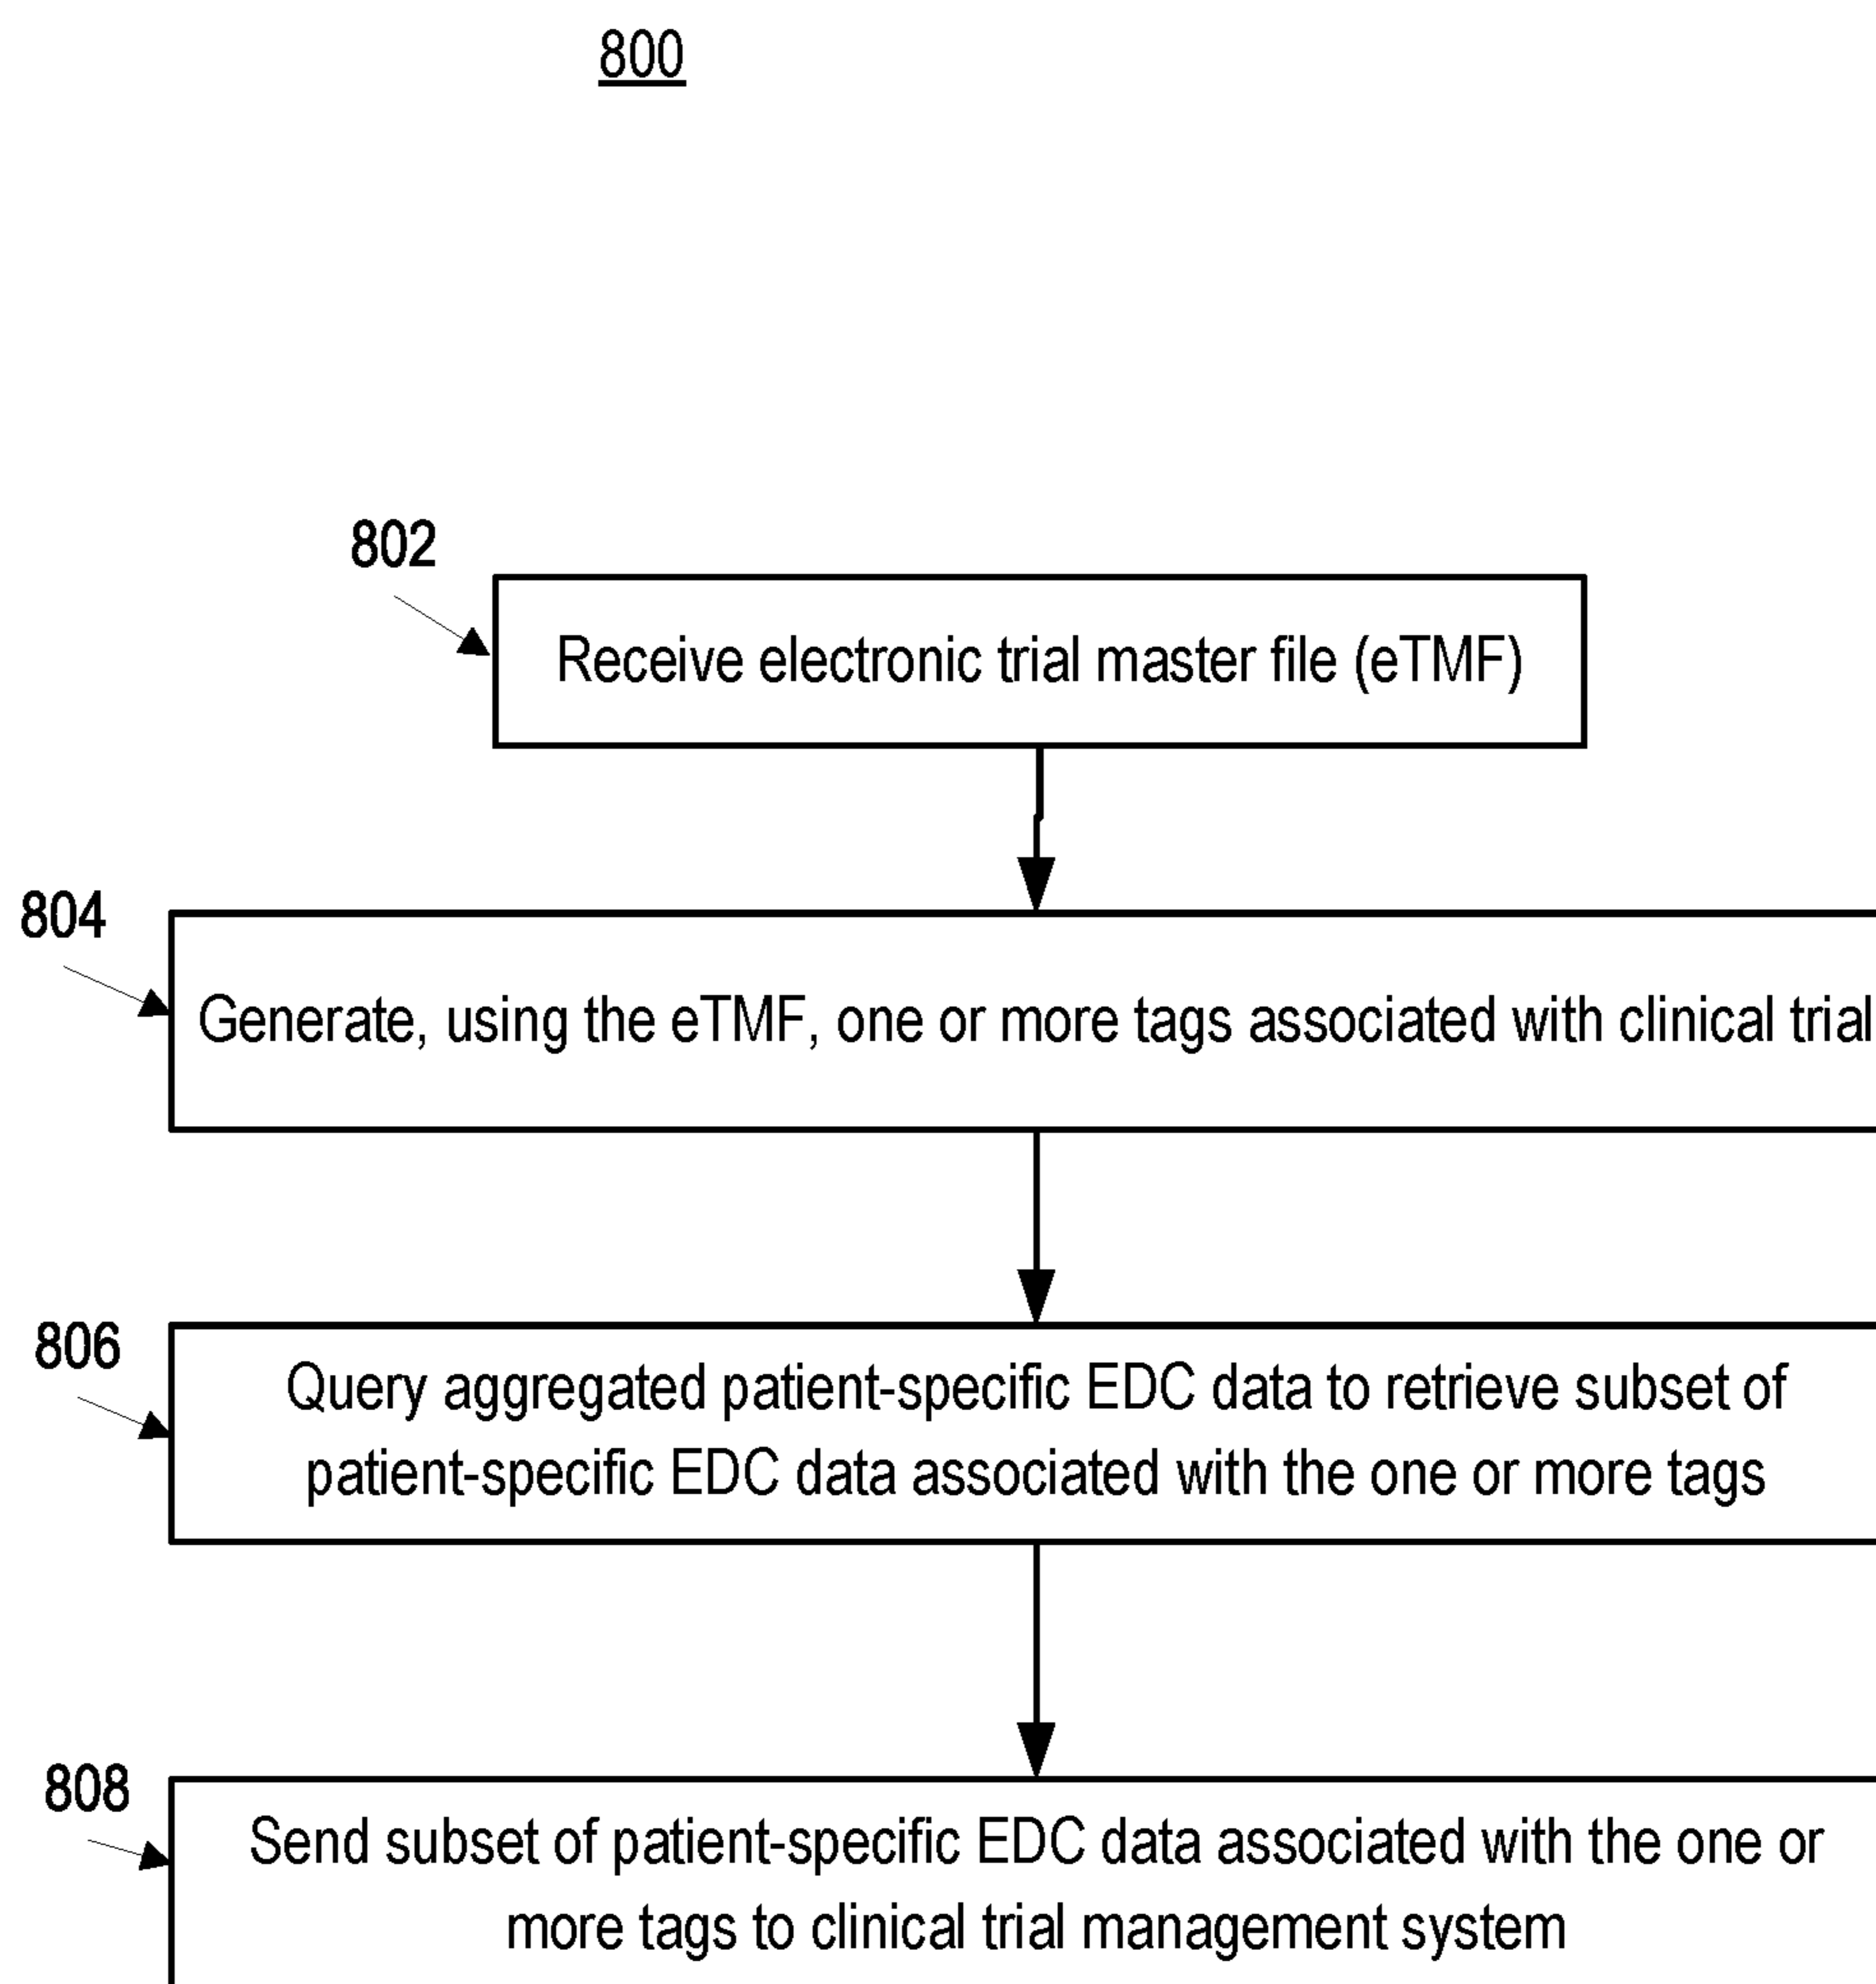 800
802
Receive electronic trial master file (eTMF)
804
Generate, using the eTMF, one or more tags associated with clinical trial
806
Query aggregated patient-specific EDC data to retrieve subset of
patient-specific EDC data associated with the one or more tags
808
Send subset of patient-specific EDC data associated with the one or
more tags to clinical trial management system